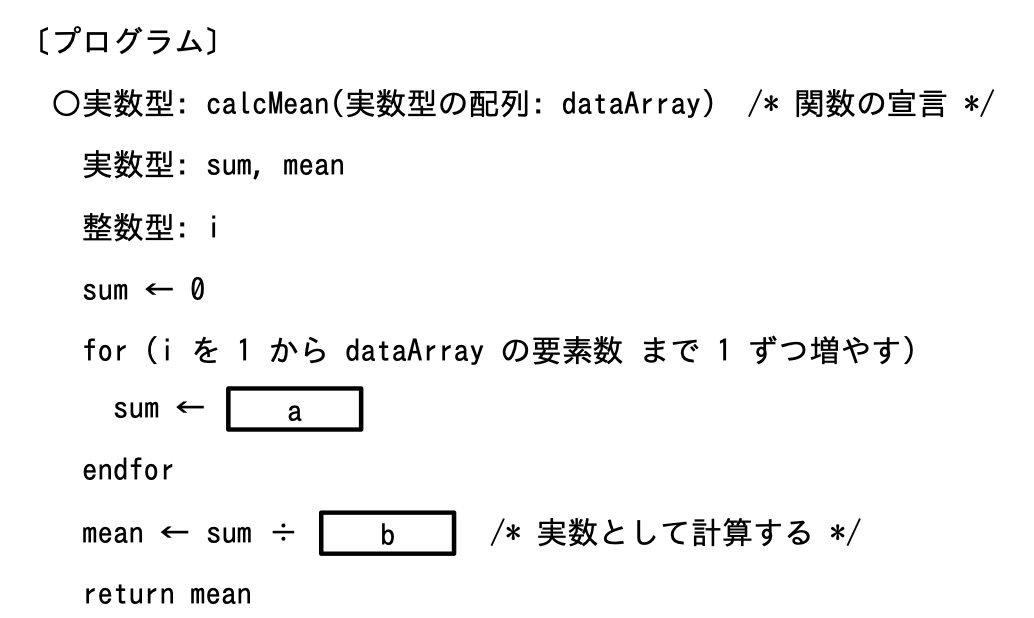 〔プログラム〕
○実数型: calcMean(実数型の配列: dataArray) /* 関数の宣言 */
実数型: sum, mean
整数型: i
sum ← 0
for (i を 1 から dataArray の要素数 まで 1 ずつ増やす)
sum ← a
endfor
mean ← sum ÷ b /* 実数として計算する */
return mean